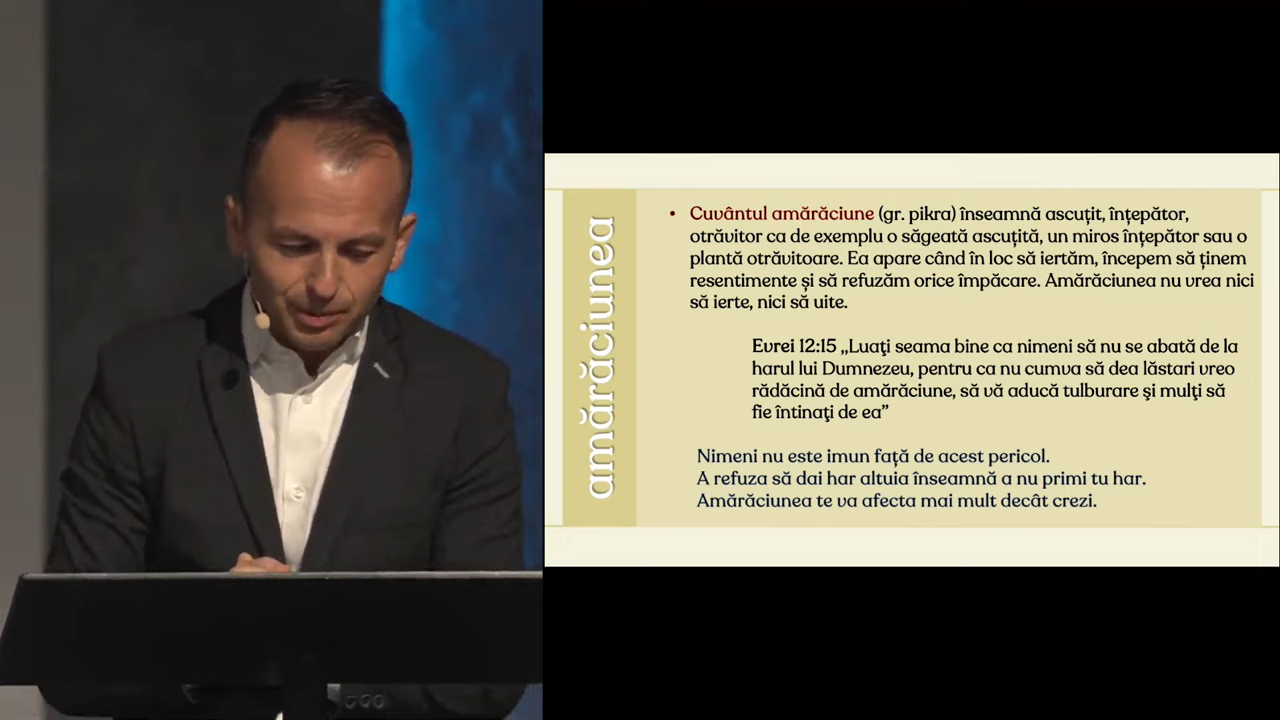 amărăciunea
• Cuvântul amărăciune (gr. pikra) înseamnă ascuțit, înțepător,
otrăvitor ca de exemplu o săgeată ascuțită, un miros înțepător sau o
plantă otrăvitoare. Ea apare când în loc să iertăm, începem să ținem
resentimente și să refuzăm orice împăcare. Amărăciunea nu vrea nici
să ierte, nici să uite.
Evrei 12:15 „Luaţi seama bine ca nimeni să nu se abată de la
harul lui Dumnezeu, pentru ca nu cumva să dea lăstari vreo
rădăcină de amărăciune, să vă aducă tulburare şi mulţi să
fie întinaţi de ea”
Nimeni nu este imun față de acest pericol.
A refuza să dai har altuia înseamnă a nu primi tu har.
Amărăciunea te va afecta mai mult decât crezi.